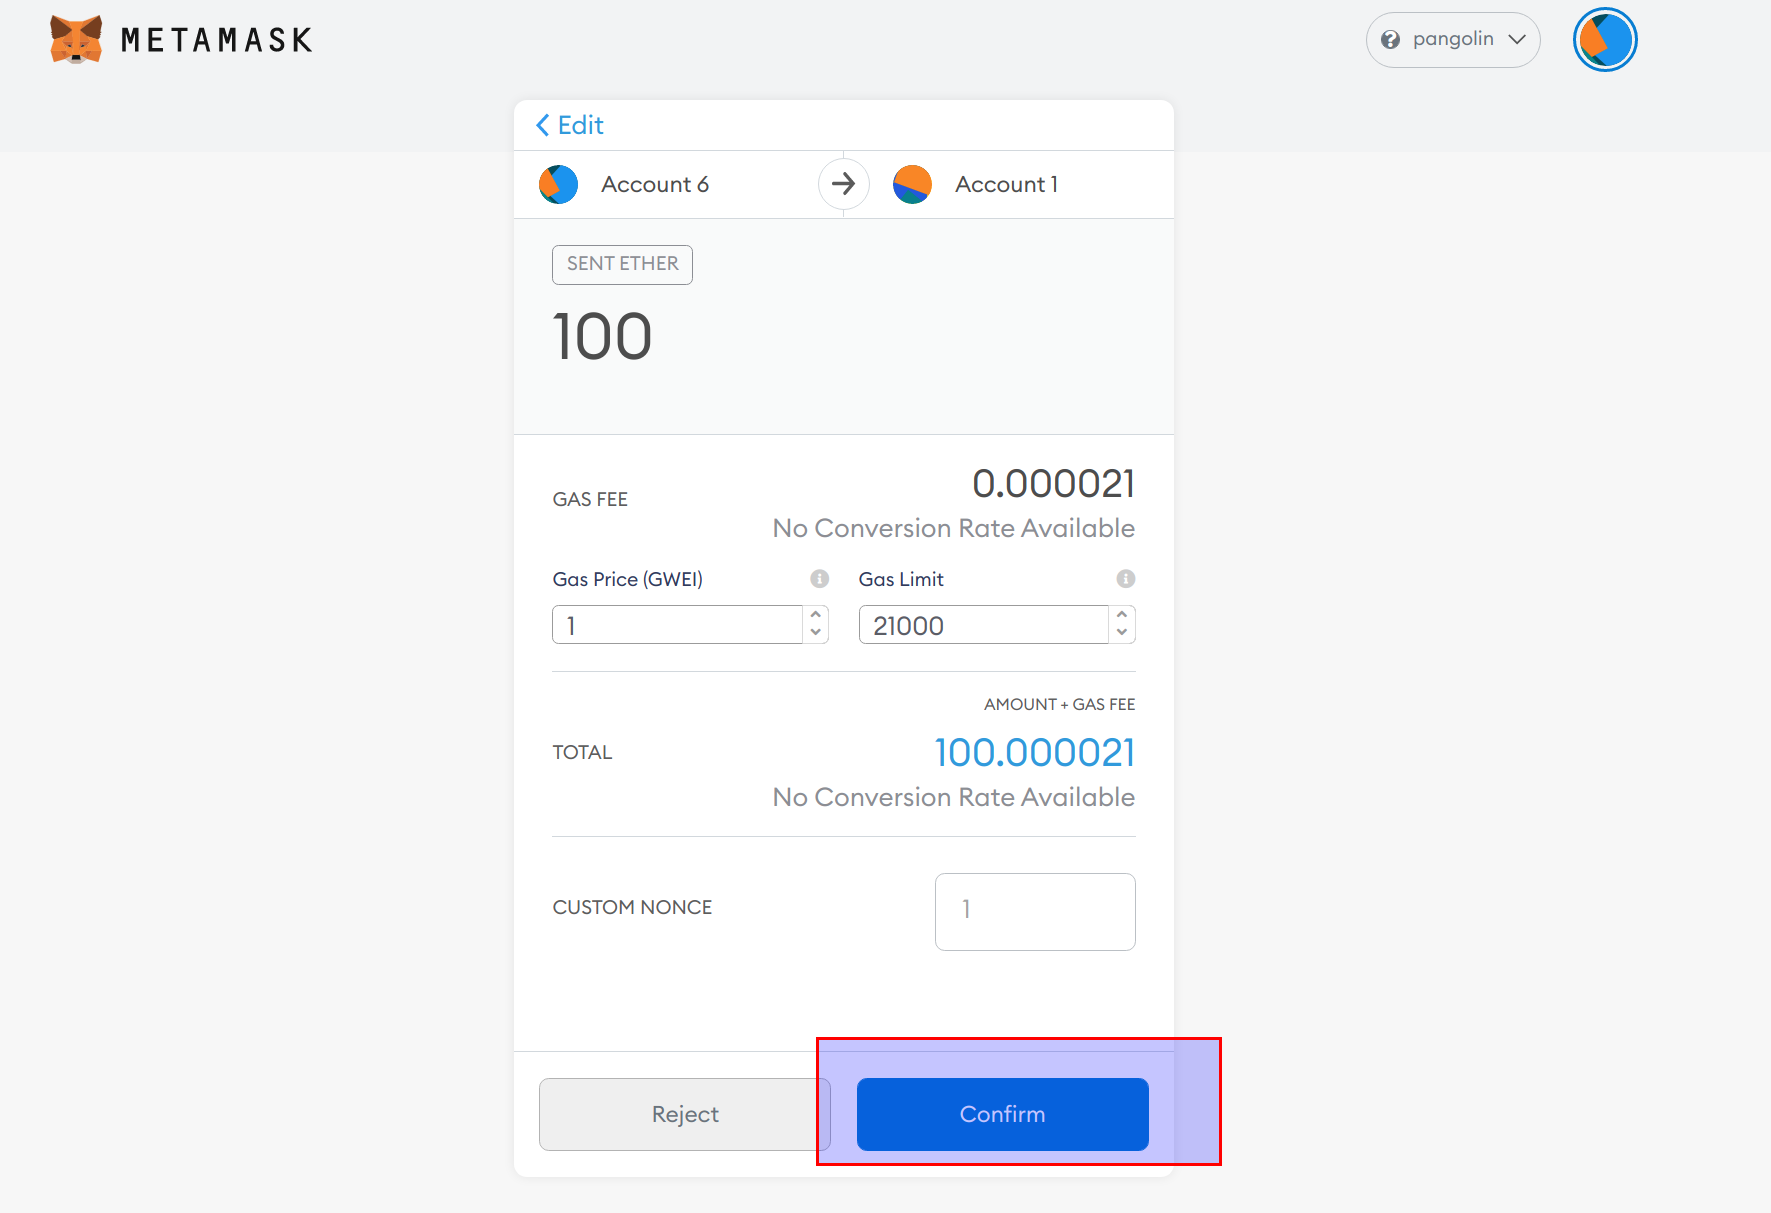 METAMASK
pangolin
Edit
Account 6
Account 1
SENT ETHER
100
GAS FEE
0.000021
No Conversion Rate Available
Gas Price (GWEI)
Gas Limit
1
21000
AMOUNT + GAS FEE
TOTAL
100.000021
No Conversion Rate Available
CUSTOM NONCE
1
Reject
Confirm